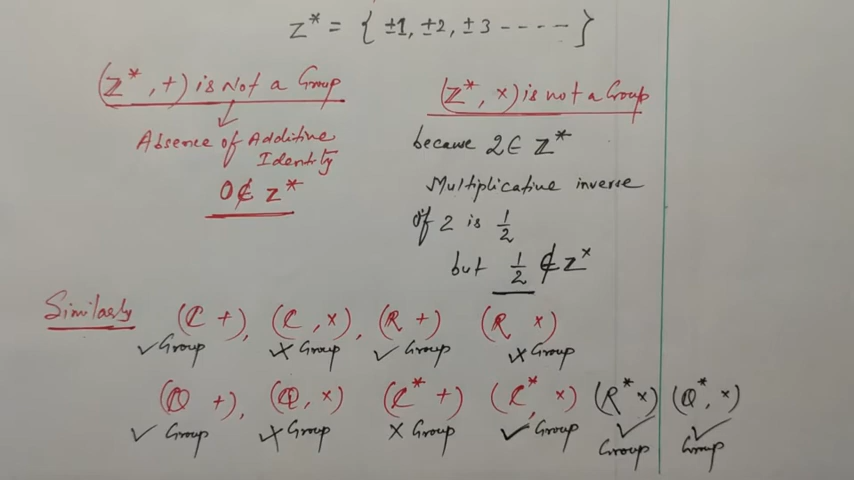 Z* = { ±1, ±2, ±3 ----- }
(Z*, +) is Not a Group
Absence of Additive
Identity
0∉ Z*
(Z*, ×) is not a Group
because 2∈ Z*
Multiplicative inverse
of 2 is 1/2
but 1/2 ∉ Z*
Similarly
(C +), (C, ×), (R +) (R ×)
✓Group ×Group ✓Group ×Group
(Q +), (Q, ×) (C* +) (C*, ×) (R* ×) (Q*, ×)
✓ Group ×Group × Group ✓Group ✓Group ✓Group